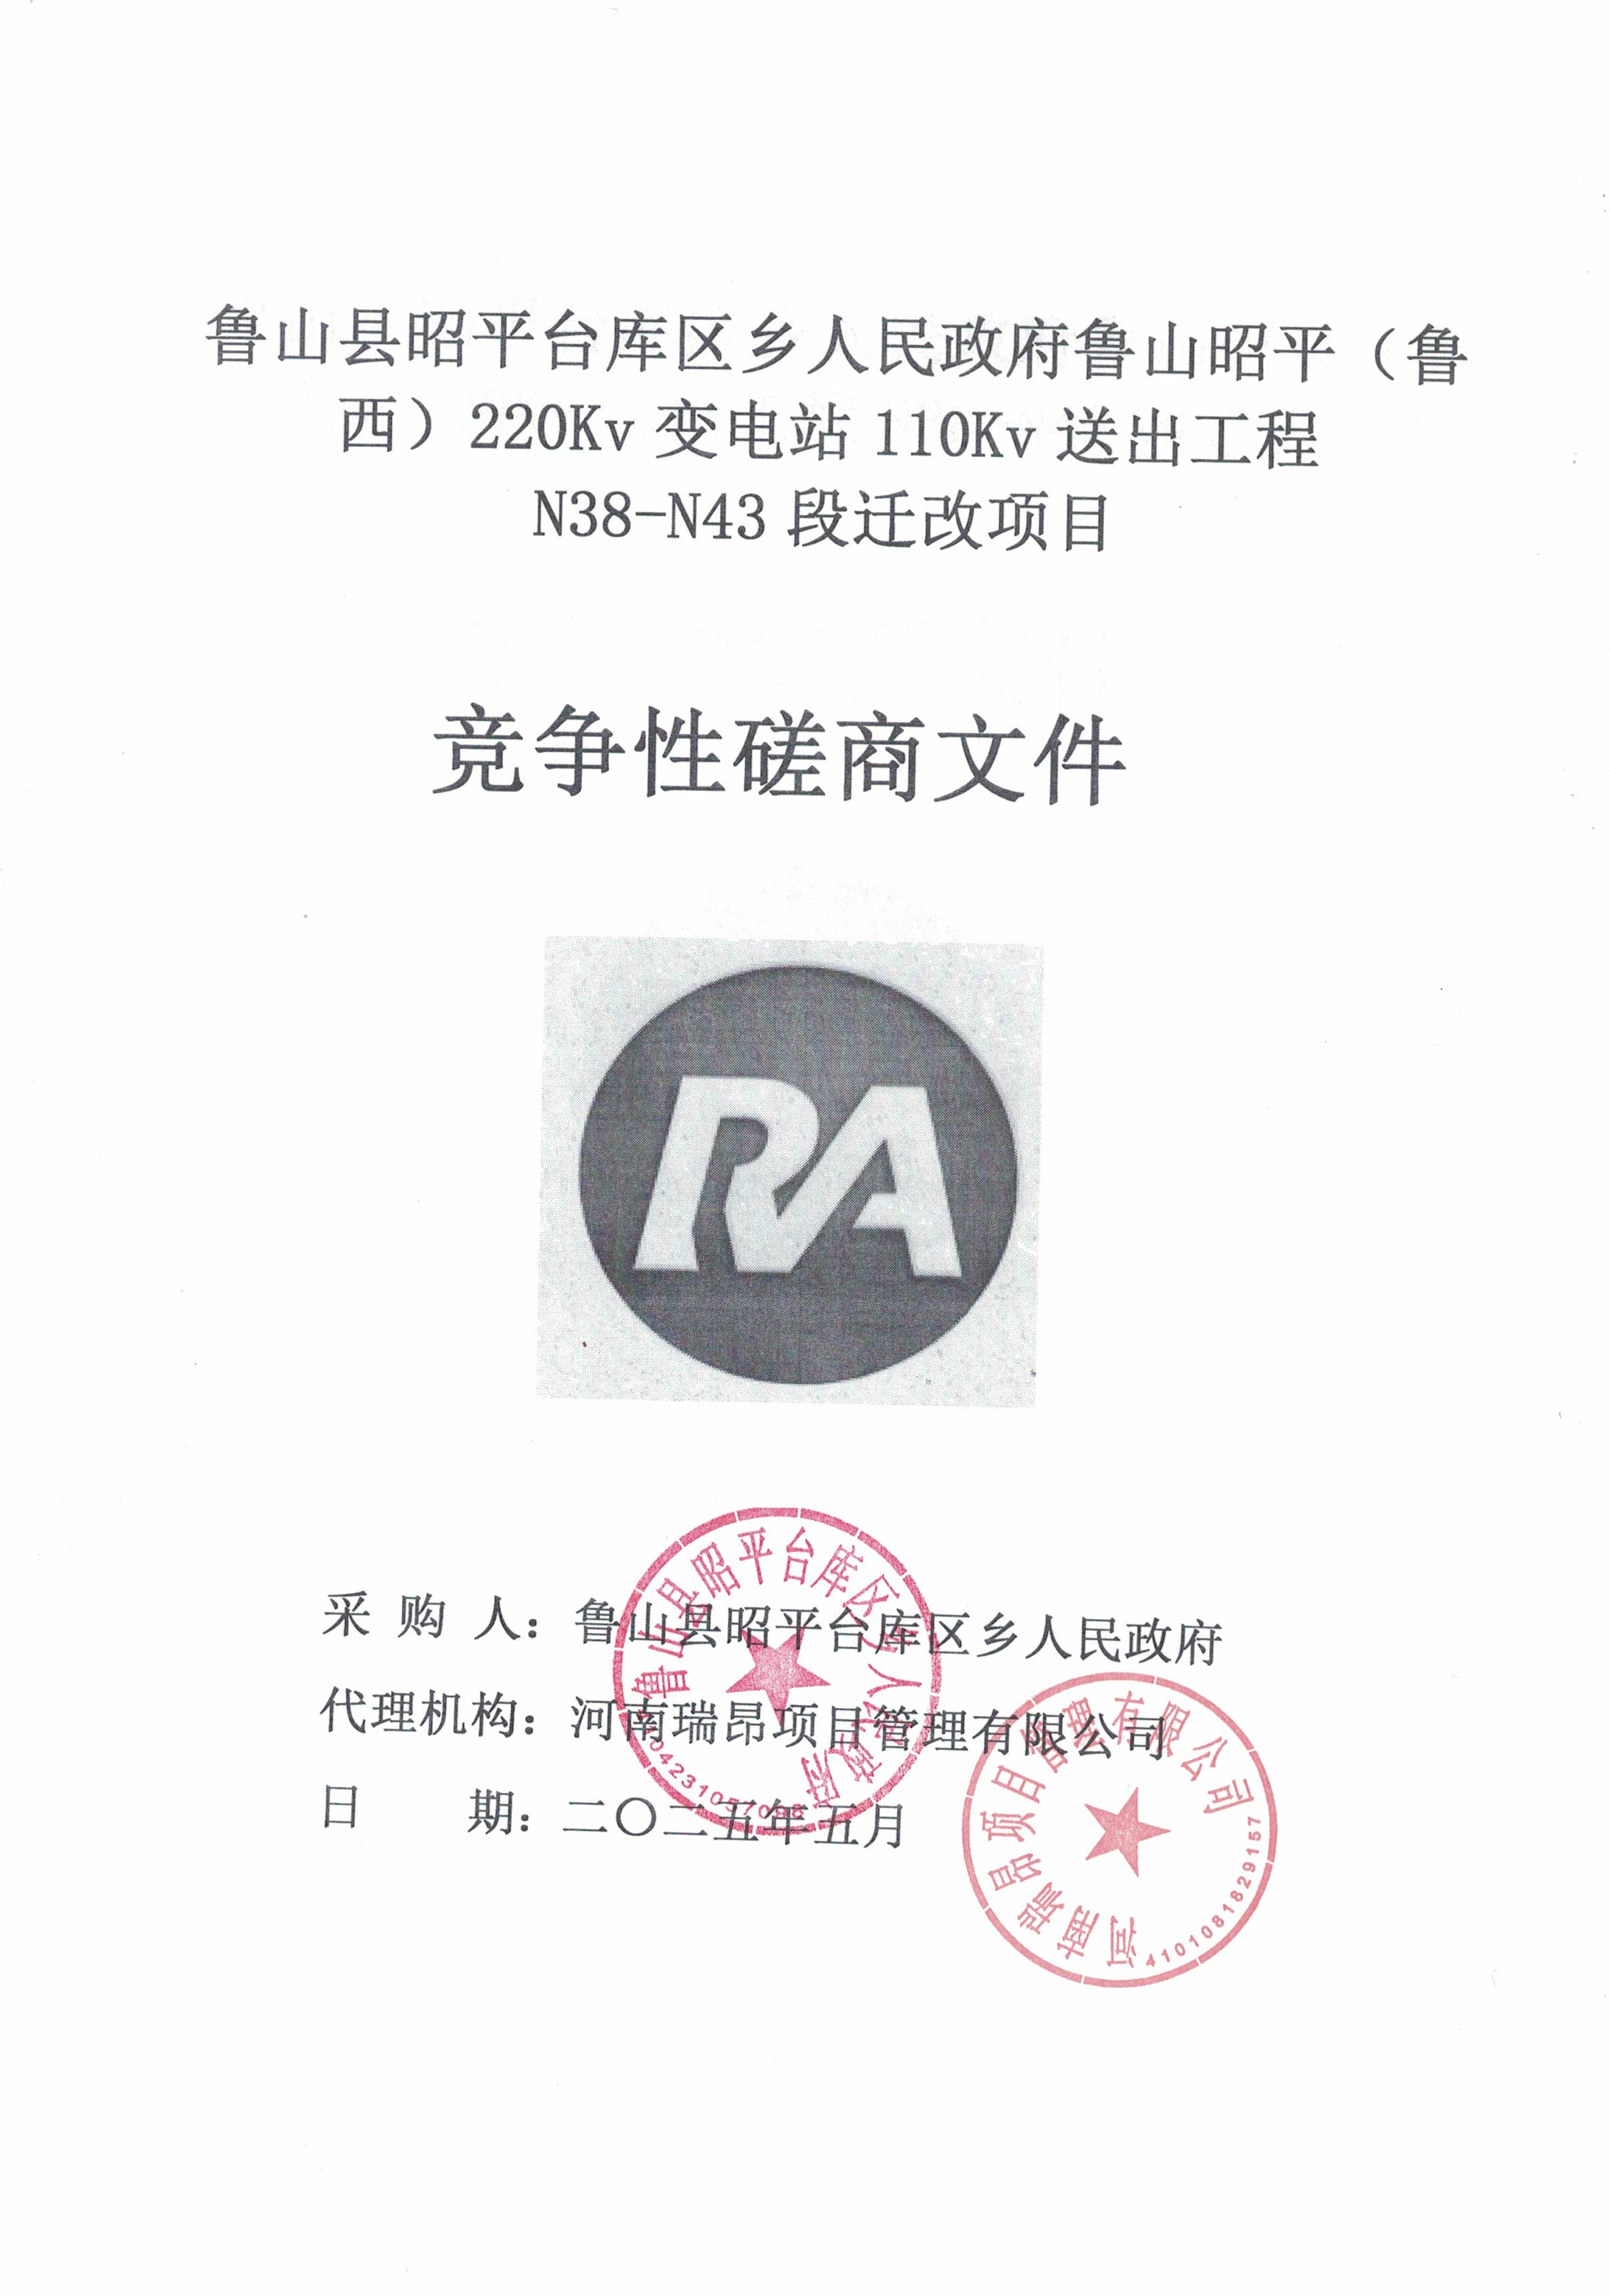 鲁山县昭平台库区乡人民政府鲁山昭平（鲁
西）220Kv 变电站 110Kv 送出工程
N38-N43 段迁改项目
竞争性磋商文件
RA
采 购 人：鲁山县昭平台库区乡人民政府
代理机构：河南瑞昂项目管理有限公司
日 期：二〇二五年五月
鲁山县昭平台库区乡人民政府
河南瑞昂项目管理有限公司
4101081829157